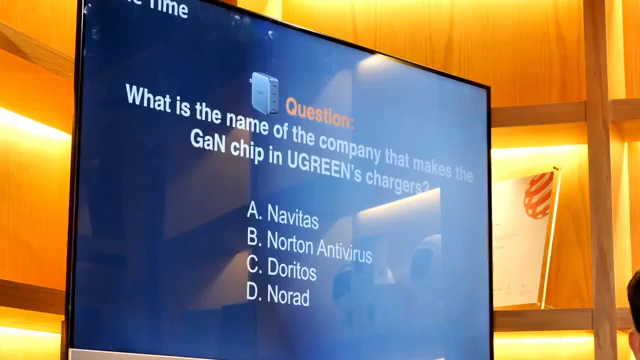 Time
Question:
What is the name of the company that makes the
GaN chip in UGREEN's chargers?
A. Navitas
B. Norton Antivirus
C. Doritos
D. Norad